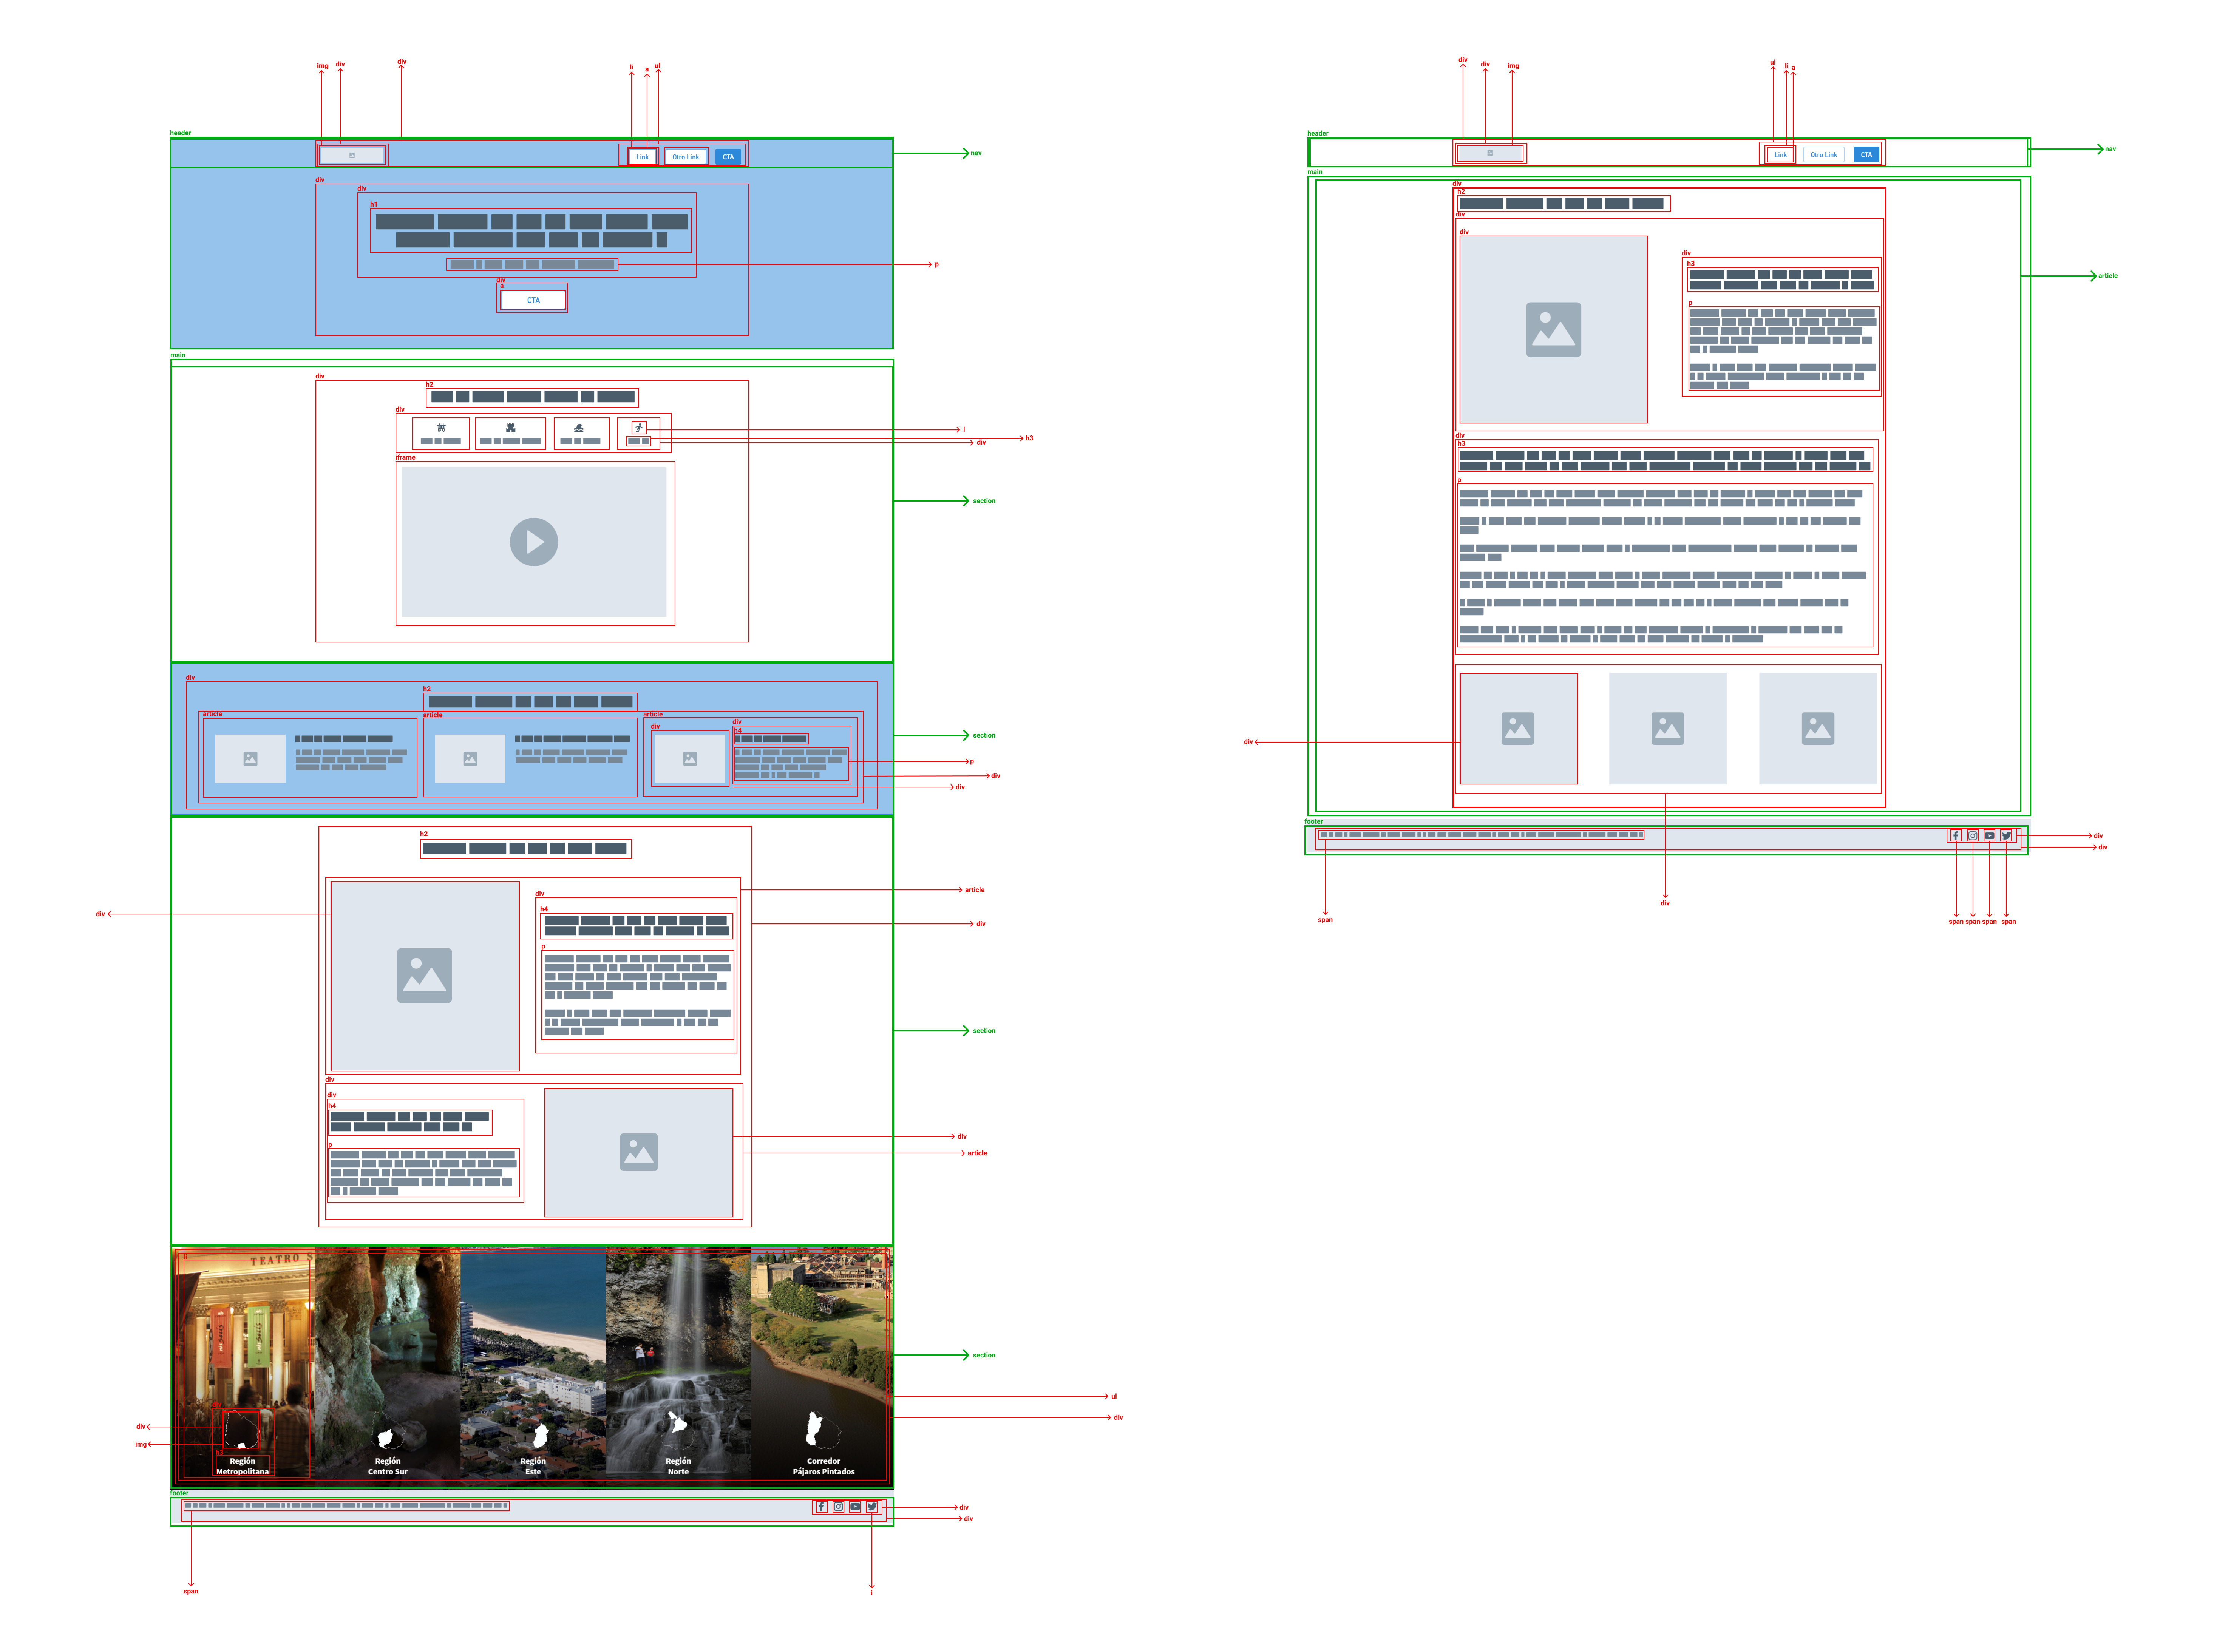 img
div
div
li
a
ul
header
Link
Otro Link
CTA
nav
div
div
h1
p
div
a
CTA
main
div
h2
div
i
h3
div
iframe
section
div
h2
article
article
article
div
div
h4
section
p
div
div
h2
article
div
div
div
h4
p
section
div
div
h4
p
div
article
TEATRO S
section
ul
div
div
img
Región
Metropolitana
Región
Centro Sur
Región
Este
Región
Norte
Corredor
Pájaros Pintados
footer
div
div
span
i
div
div
img
ul
li
a
header
Link
Otro Link
CTA
nav
main
div
h2
div
div
div
h3
p
article
div
h3
p
div
footer
div
div
div
span
span
span
span
span